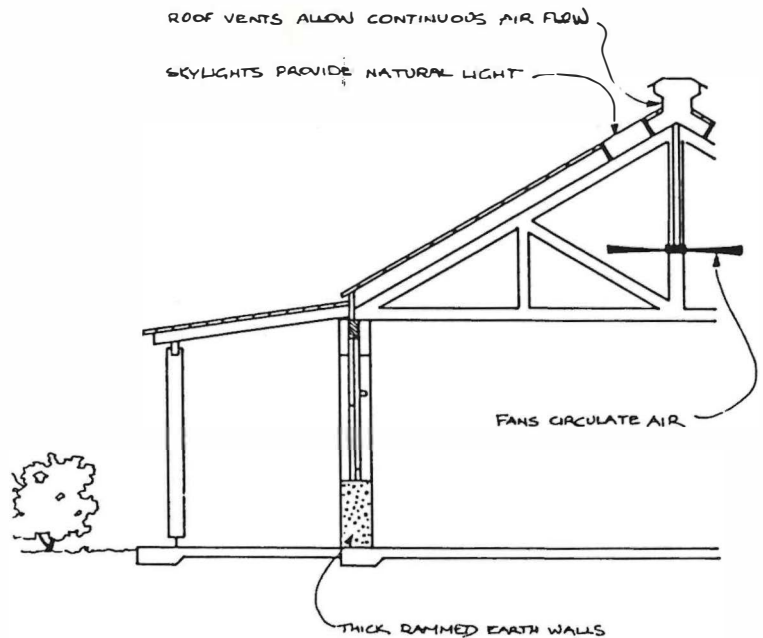 ROOF VENTS ALLOW CONTINUOUS AIR FLOW
SKYLIGHTS PROVIDE NATURAL LIGHT
FANS CIRCULATE AIR
THICK RAMMED EARTH WALLS